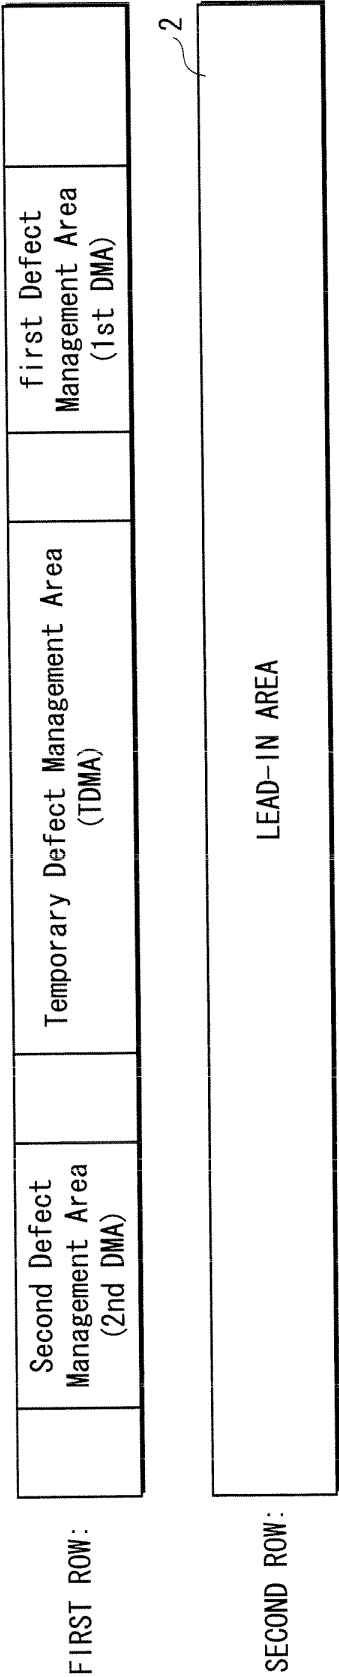 FIRST ROW:
Second Defect
Management Area
(2nd DMA)
Temporary Defect Management Area
(TDMA)
first Defect
Management Area
(1st DMA)
2
SECOND ROW:
LEAD-IN AREA